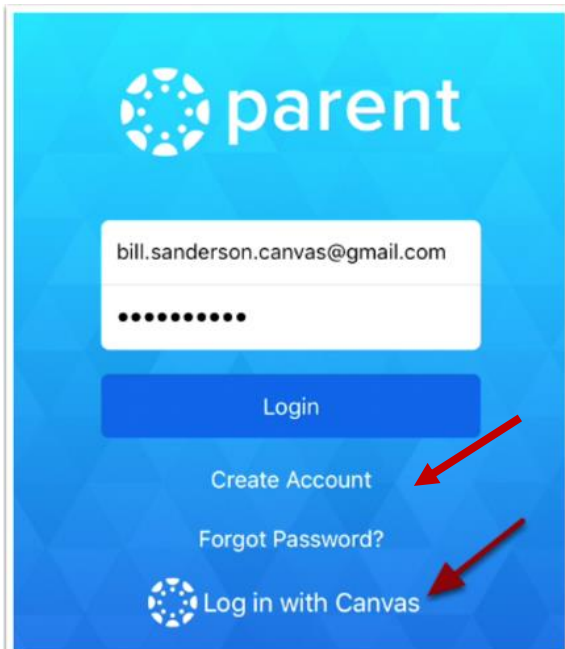 parent
bill.sanderson.canvas@gmail.com
••••••••••
Login
Create Account
Forgot Password?
Log in with Canvas